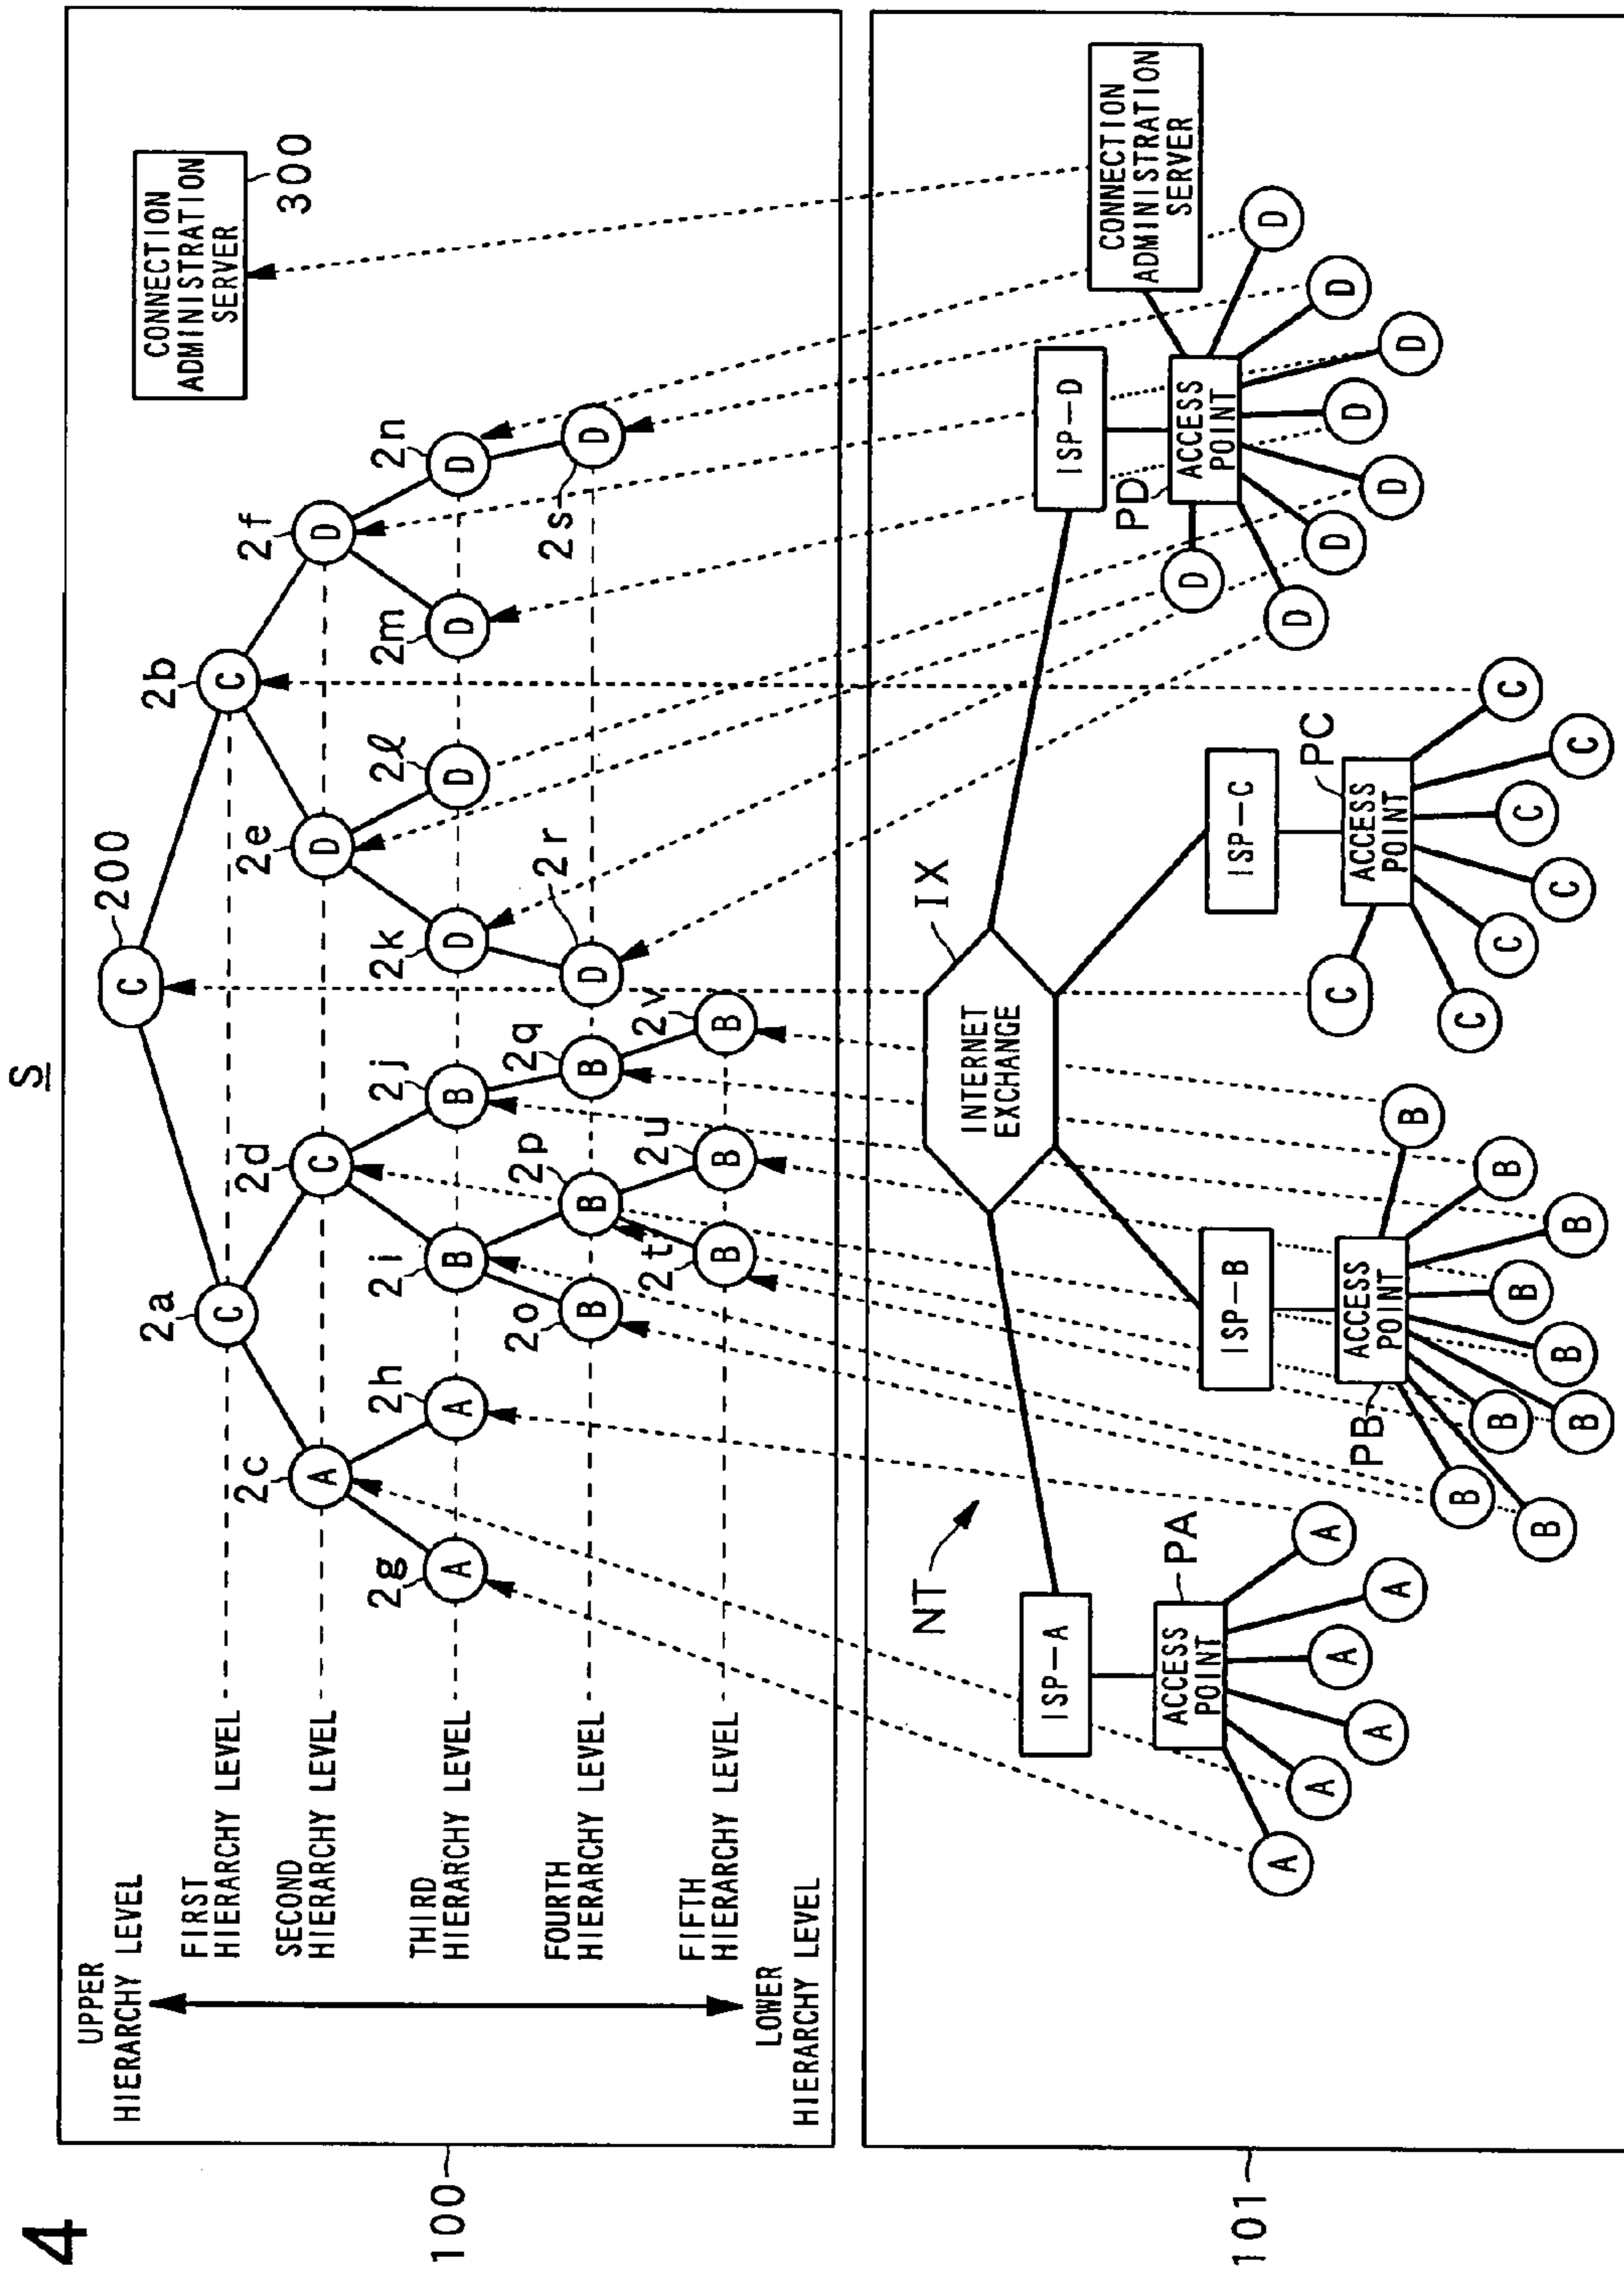 4
S
100
UPPER
HIERARCHY LEVEL
FIRST
HIERARCHY LEVEL
SECOND
HIERARCHY LEVEL
THIRD
HIERARCHY LEVEL
FOURTH
HIERARCHY LEVEL
FIFTH
HIERARCHY LEVEL
LOWER
HIERARCHY LEVEL
C 200
CONNECTION
ADMINISTRATION
SERVER
300
2a C
2b C
2c A
2d C
2e D
2f D
2g A
2h A
2i B
2j B
2k D
2ℓ D
2m D
2n D
2o B
2p B
2q B
2r D
2s D
2t B
2u B
2v B
101
NT
INTERNET
EXCHANGE
IX
ISP-A
ACCESS
POINT
PA
A A A A A A
ISP-B
ACCESS
POINT
PB
B B B B B B B B B
ISP-C
ACCESS
POINT
PC
C C C C C C C
ISP-D
ACCESS
POINT
PD
D D D D D D D D
CONNECTION
ADMINISTRATION
SERVER